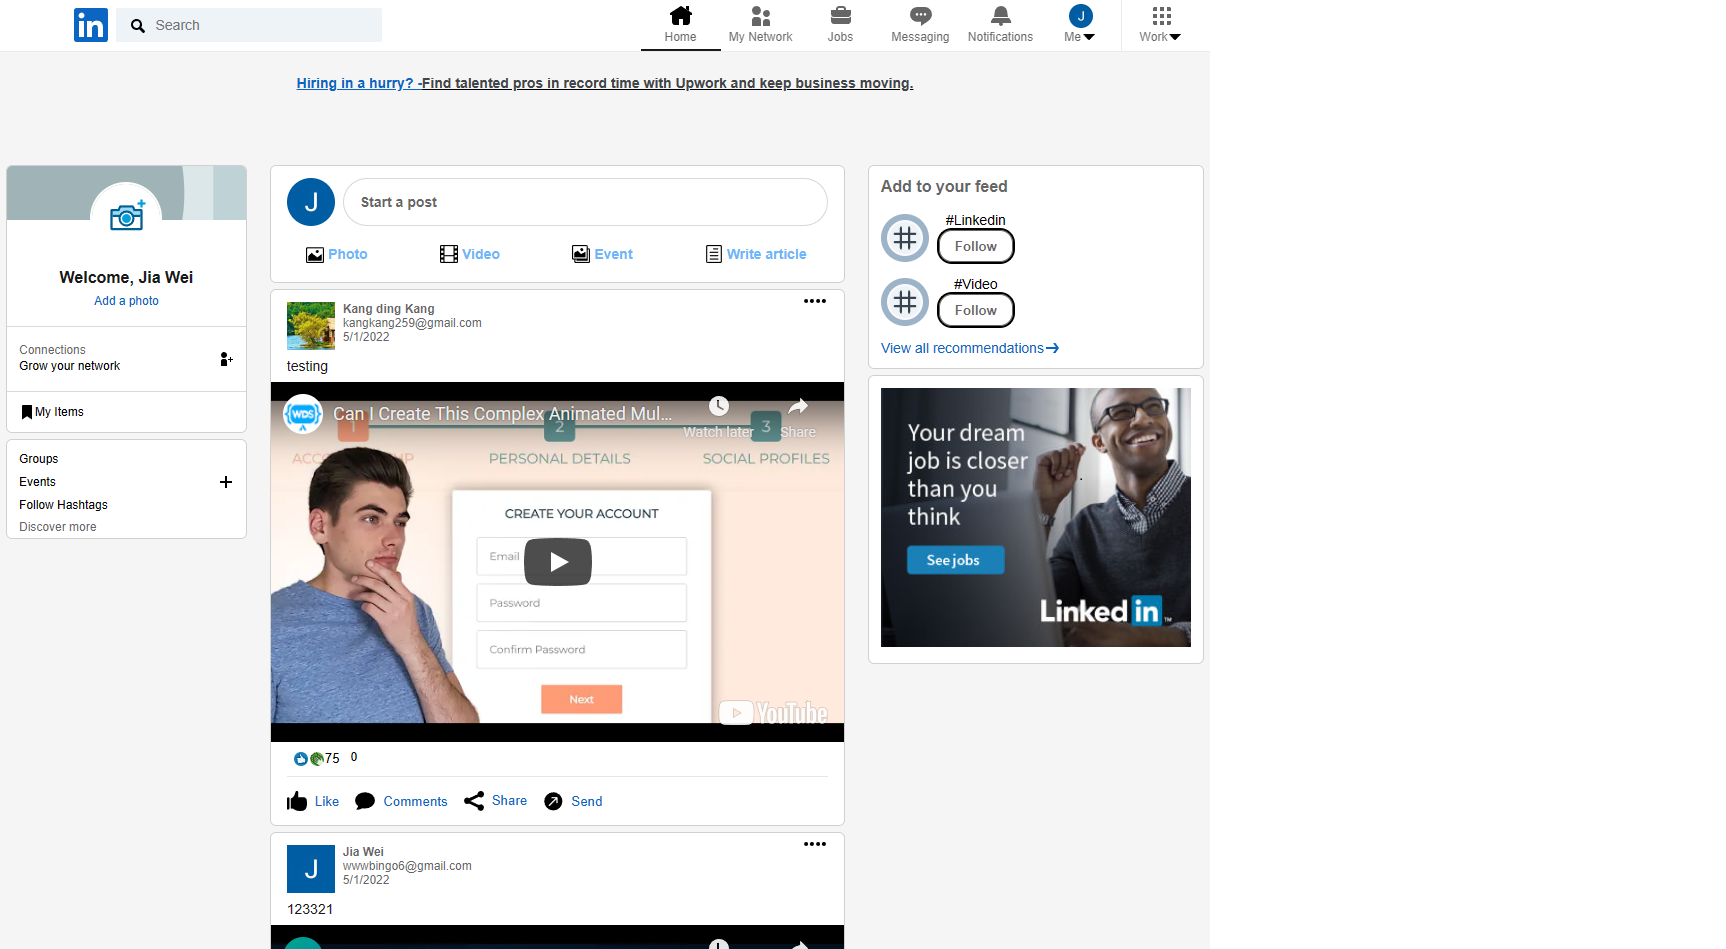 in
Search
Home
My Network
Jobs
Messaging
Notifications
J
Me
Work
Hiring in a hurry? -Find talented pros in record time with Upwork and keep business moving.
Welcome, Jia Wei
Add a photo
Connections
Grow your network
My Items
Groups
Events
Follow Hashtags
Discover more
J
Start a post
Photo
Video
Event
Write article
Kang ding Kang
kangkang259@gmail.com
5/1/2022
testing
WDS
Can I Create This Complex Animated Mul...
Watch later
Share
1
2
3
PERSONAL DETAILS
SOCIAL PROFILES
CREATE YOUR ACCOUNT
Email
Password
Confirm Password
Next
YouTube
75
0
Like
Comments
Share
Send
J
Jia Wei
wwwbingo6@gmail.com
5/1/2022
123321
Add to your feed
#Linkedin
Follow
#Video
Follow
View all recommendations
Your dream
job is closer
than you
think
See jobs
Linked in ™